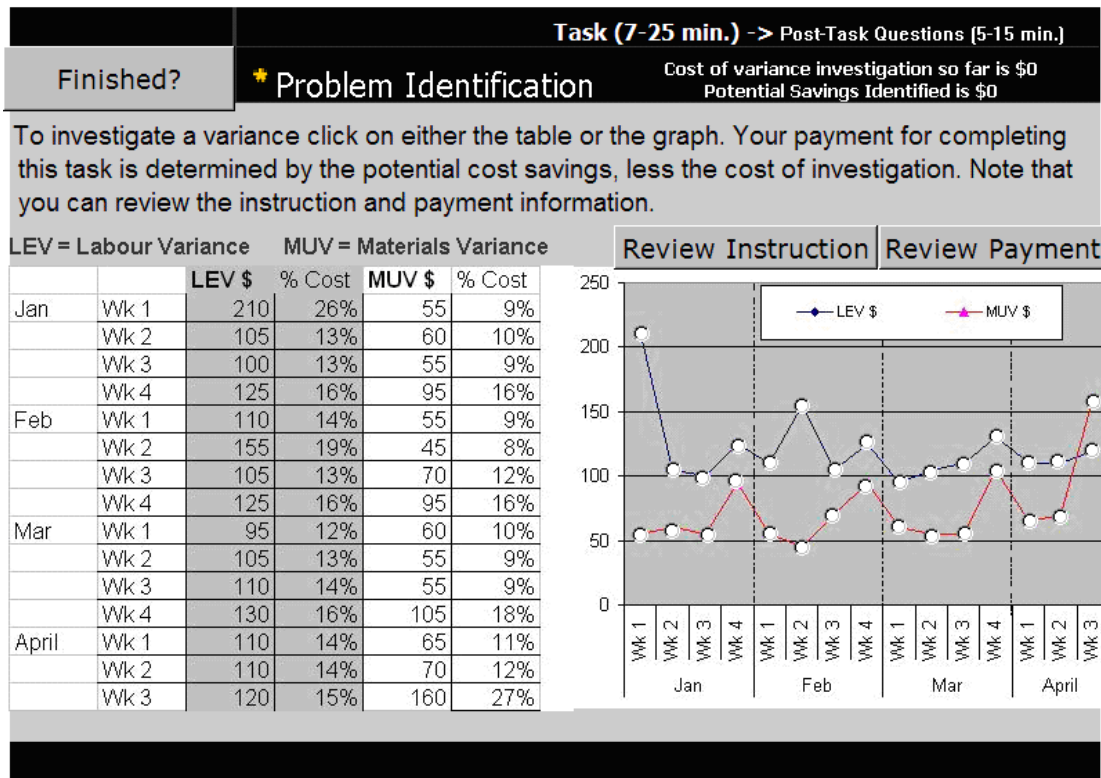 Task (7-25 min.) -> Post-Task Questions (5-15 min.)
Finished?
* Problem Identification
Cost of variance investigation so far is $0
Potential Savings Identified is $0
To investigate a variance click on either the table or the graph. Your payment for completing
this task is determined by the potential cost savings, less the cost of investigation. Note that
you can review the instruction and payment information.
LEV = Labour Variance MUV = Materials Variance
Review Instruction Review Payment
LEV $ % Cost MUV $ % Cost
Jan Wk 1 210 26% 55 9%
Wk 2 105 13% 60 10%
Wk 3 100 13% 55 9%
Wk 4 125 16% 95 16%
Feb Wk 1 110 14% 55 9%
Wk 2 155 19% 45 8%
Wk 3 105 13% 70 12%
Wk 4 125 16% 95 16%
Mar Wk 1 95 12% 60 10%
Wk 2 105 13% 55 9%
Wk 3 110 14% 55 9%
Wk 4 130 16% 105 18%
April Wk 1 110 14% 65 11%
Wk 2 110 14% 70 12%
Wk 3 120 15% 160 27%
LEV $ MUV $
250
200
150
100
50
0
Wk 1 Wk 2 Wk 3 Wk 4 Wk 1 Wk 2 Wk 3 Wk 4 Wk 1 Wk 2 Wk 3 Wk 4 Wk 1 Wk 2 Wk 3
Jan Feb Mar April